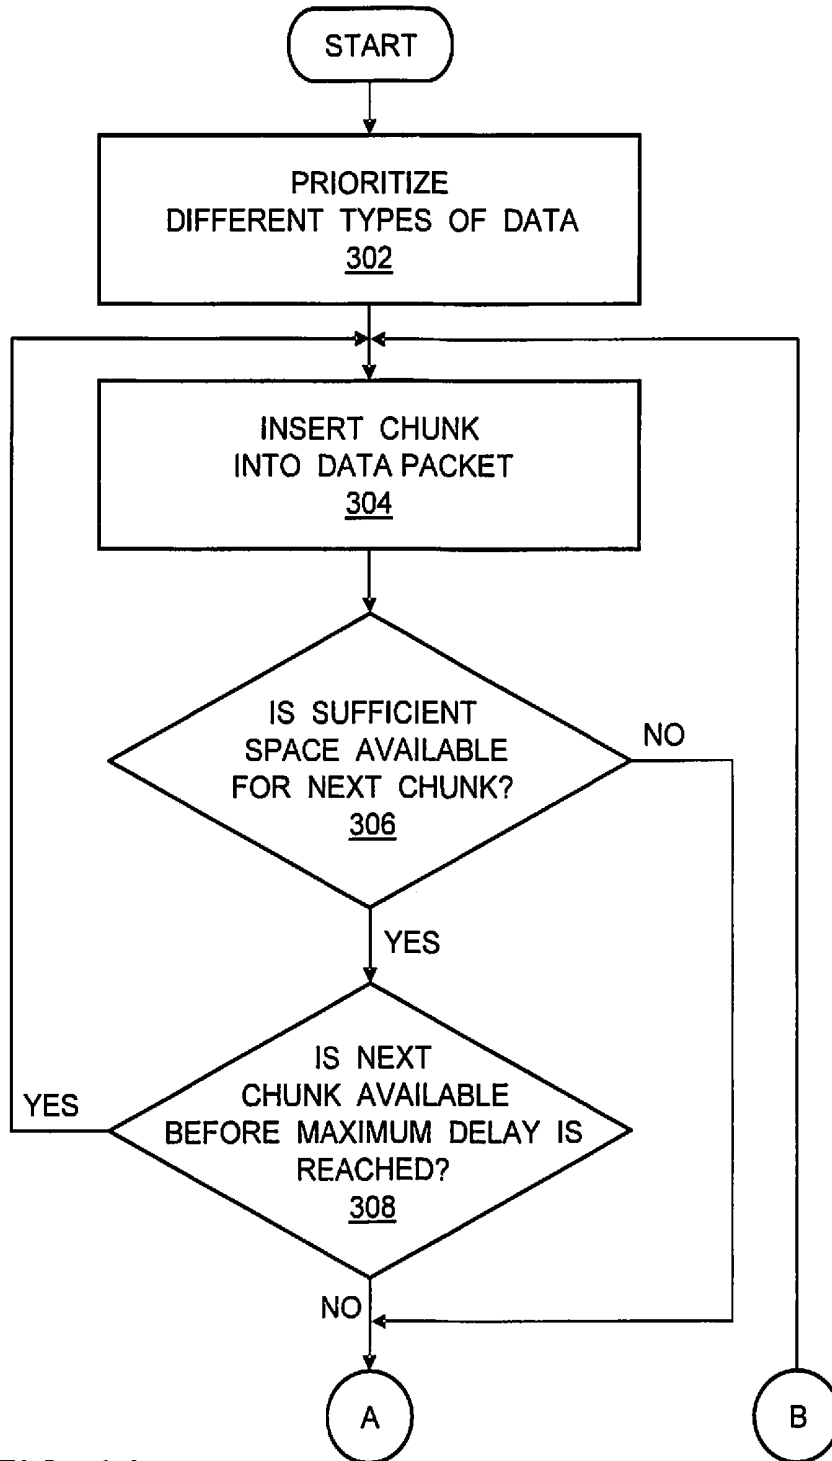 START
PRIORITIZE
DIFFERENT TYPES OF DATA
302
INSERT CHUNK
INTO DATA PACKET
304
IS SUFFICIENT
SPACE AVAILABLE
FOR NEXT CHUNK?
306
NO
YES
IS NEXT
CHUNK AVAILABLE
BEFORE MAXIMUM DELAY IS
REACHED?
308
YES
NO
A
B